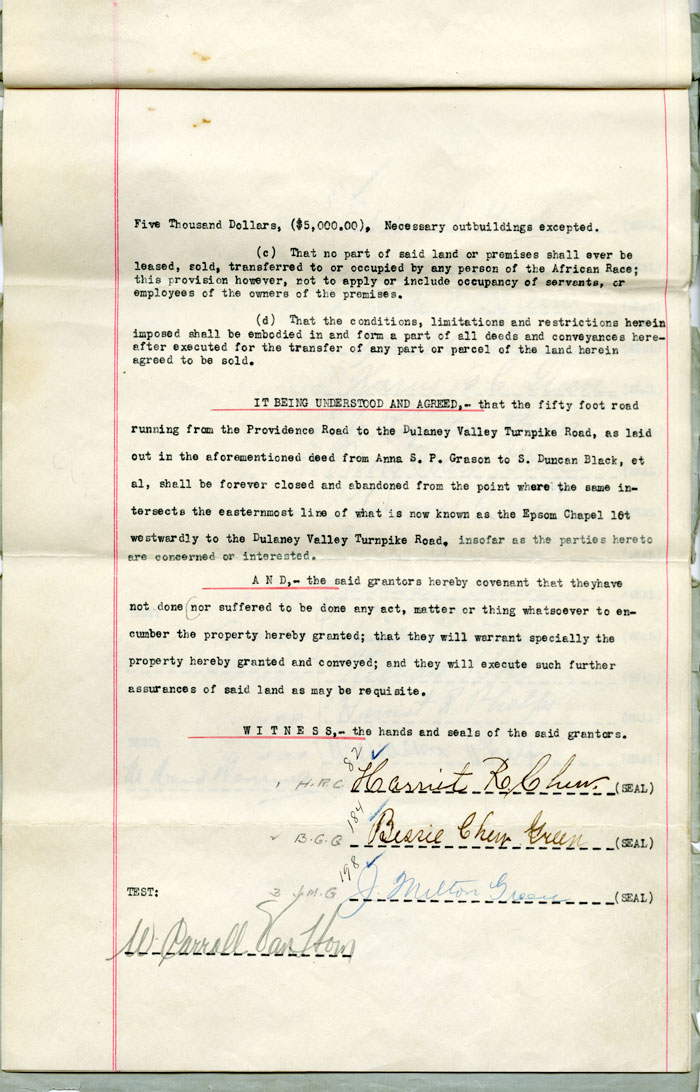 Five Thousand Dollars, ($5,000.00), Necessary outbuildings excepted.
(c) That no part of said land or premises shall ever be
leased, sold, transferred to or occupied by any person of the African Race;
this provision however, not to apply or include occupancy of servants, or
employees of the owners of the premises.
(d) That the conditions, limitations and restrictions herein
imposed shall be embodied in and form a part of all deeds and conveyances here-
after executed for the transfer of any part or parcel of the land herein
agreed to be sold.
IT BEING UNDERSTOOD AND AGREED,- that the fifty foot road
running from the Providence Road to the Dulaney Valley Turnpike Road, as laid
out in the aforementioned deed from Anna S. P. Grason to S. Duncan Black, et
al, shall be forever closed and abandoned from the point where the same in-
tersects the easternmost line of what is now known as the Epsom Chapel lot
westwardly to the Dulaney Valley Turnpike Road, insofar as the parties hereto
are concerned or interested.
A N D,- the said grantors hereby covenant that theyhave
not done (nor suffered to be done any act, matter or thing whatsoever to en-
cumber the property hereby granted; that they will warrant specially the
property hereby granted and conveyed; and they will execute such further
assurances of said land as may be requisite.
W I T N E S S,- the hands and seals of the said grantors.
82
1 H.R.C Harriet R. Chew. (SEAL)
184
B.C.G Bessie Chew Green (SEAL)
198
TEST: 3 J.M.G J. Milton Green (SEAL)
W. Carroll Van Horn